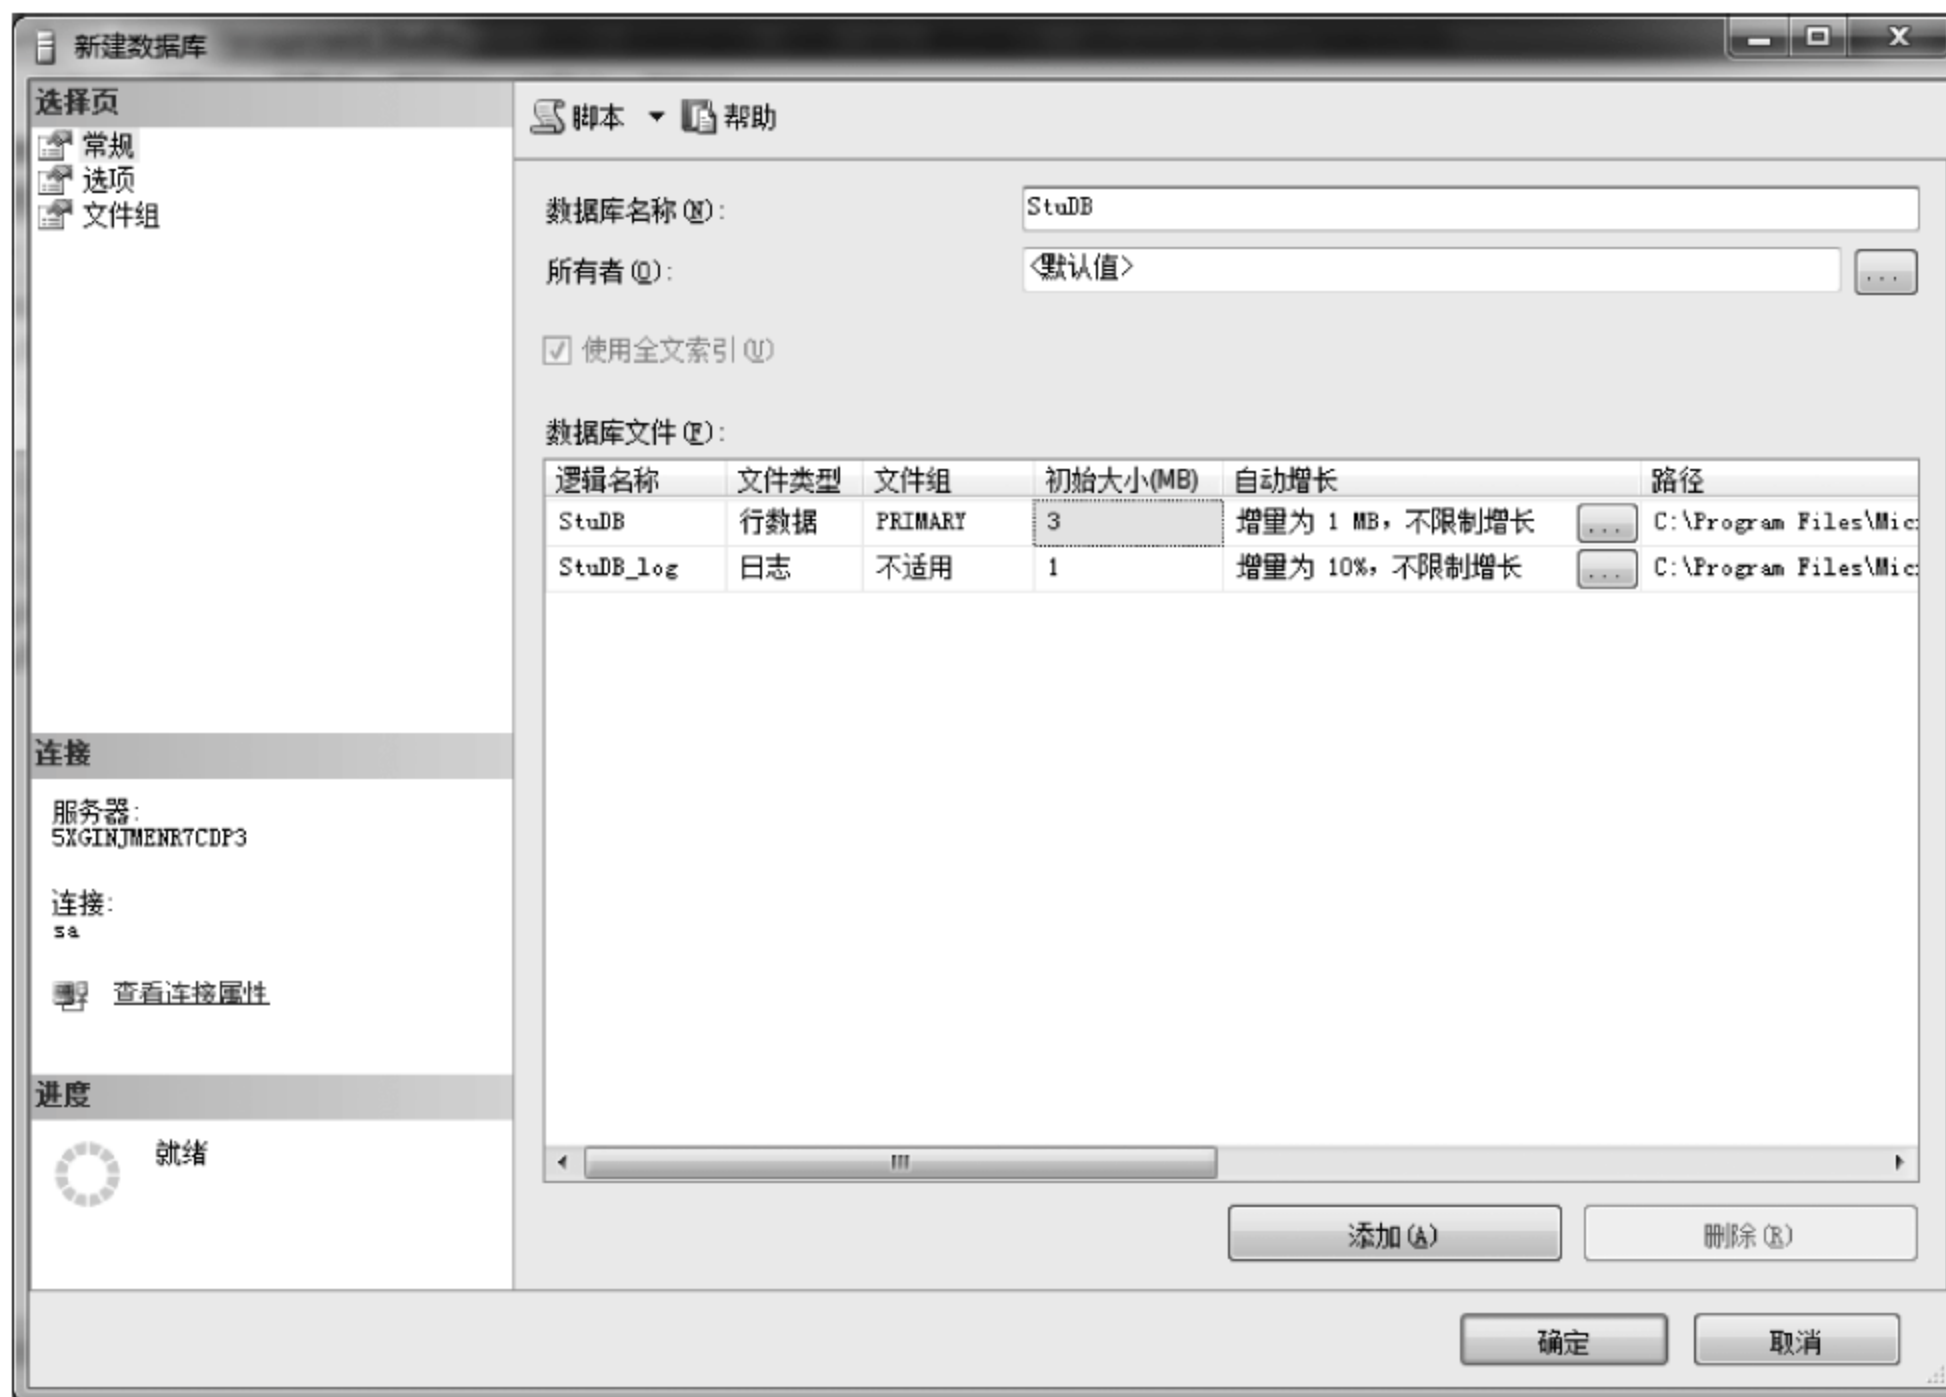 新建数据库
选择页
常规
选项
文件组
脚本 帮助
数据库名称(N): StuDB
所有者(O): <默认值> ...
使用全文索引(U)
数据库文件(F):
逻辑名称 文件类型 文件组 初始大小(MB) 自动增长 路径
StuDB 行数据 PRIMARY 3 增量为 1 MB，不限制增长 ... C:\Program Files\Mic
StuDB_log 日志 不适用 1 增量为 10%，不限制增长 ... C:\Program Files\Mic
连接
服务器:
5XGINJMENR7CDP3
连接:
sa
查看连接属性
进度
就绪
添加(A) 删除(R)
确定 取消